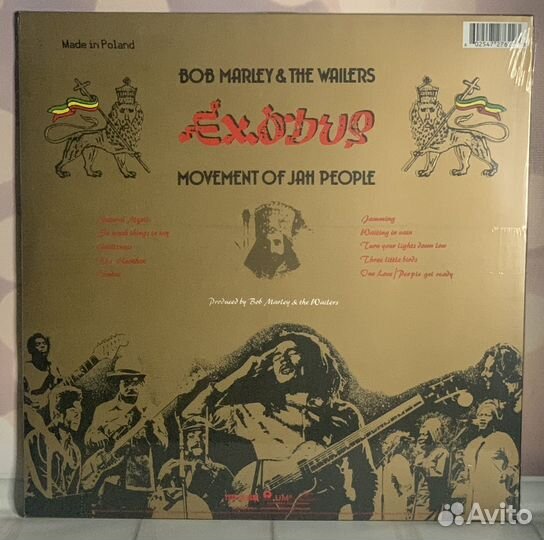 Made in Poland
BOB MARLEY & THE WAILERS
Exodus
MOVEMENT OF JAH PEOPLE
Natural Mystic
So much things to say
Guiltiness
The Heathen
Exodus
Jamming
Waiting in vain
Turn your lights down low
Three little birds
One Love/People get ready
Produced by Bob Marley & the Wailers
Avito